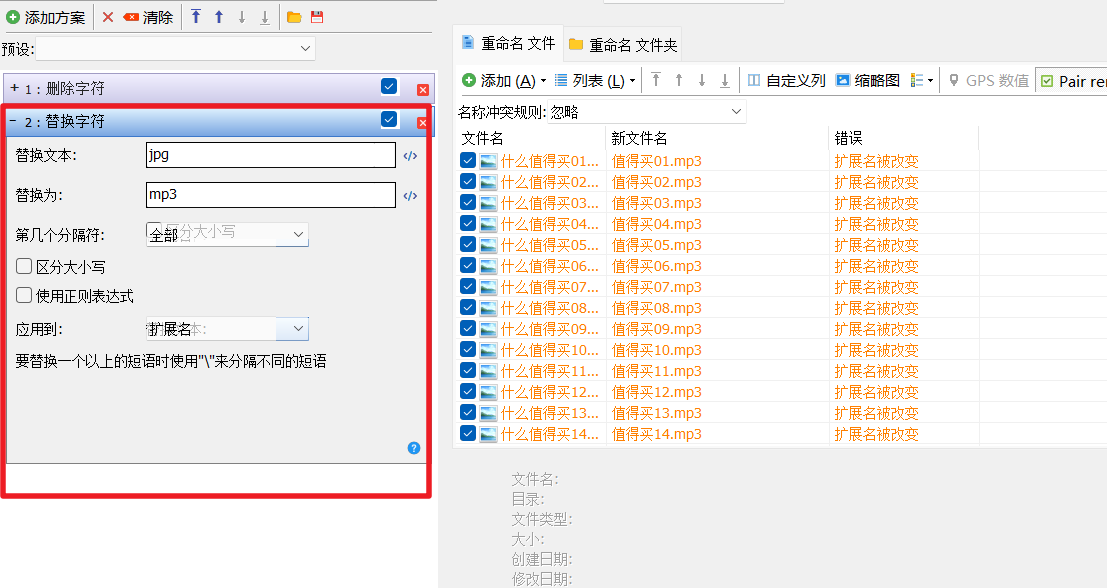 添加方案 清除
预设:
+ 1 : 删除字符
− 2 : 替换字符
替换文本: jpg </>
替换为: mp3 </>
第几个分隔符: 全部 区分大小写
区分大小写
使用正则表达式
应用到: 扩展名 本:
要替换一个以上的短语时使用"\"来分隔不同的短语
?
重命名 文件 重命名 文件夹
添加 (A) 列表 (L) 自定义列 缩略图 GPS 数值 Pair re
名称冲突规则: 忽略
文件名 新文件名 错误
什么值得买01... 值得买01.mp3 扩展名被改变
什么值得买02... 值得买02.mp3 扩展名被改变
什么值得买03... 值得买03.mp3 扩展名被改变
什么值得买04... 值得买04.mp3 扩展名被改变
什么值得买05... 值得买05.mp3 扩展名被改变
什么值得买06... 值得买06.mp3 扩展名被改变
什么值得买07... 值得买07.mp3 扩展名被改变
什么值得买08... 值得买08.mp3 扩展名被改变
什么值得买09... 值得买09.mp3 扩展名被改变
什么值得买10... 值得买10.mp3 扩展名被改变
什么值得买11... 值得买11.mp3 扩展名被改变
什么值得买12... 值得买12.mp3 扩展名被改变
什么值得买13... 值得买13.mp3 扩展名被改变
什么值得买14... 值得买14.mp3 扩展名被改变
文件名:
目录:
文件类型:
大小:
创建日期:
修改日期: